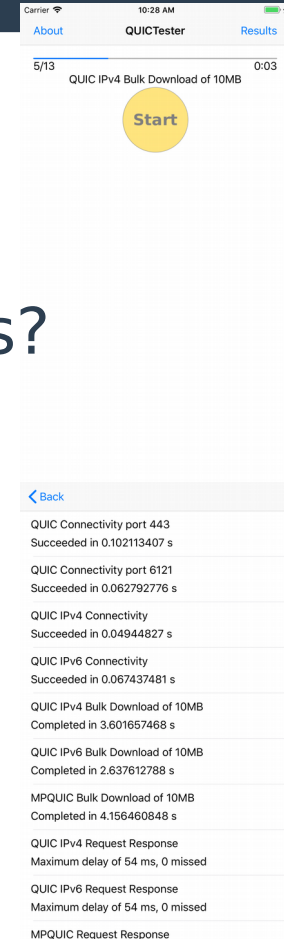 Carrier 10:28 AM
About QUICTester Results
5/13 0:03
QUIC IPv4 Bulk Download of 10MB
Start
s?
Back
QUIC Connectivity port 443
Succeeded in 0.102113407 s
QUIC Connectivity port 6121
Succeeded in 0.062792776 s
QUIC IPv4 Connectivity
Succeeded in 0.04944827 s
QUIC IPv6 Connectivity
Succeeded in 0.067437481 s
QUIC IPv4 Bulk Download of 10MB
Completed in 3.601657468 s
QUIC IPv6 Bulk Download of 10MB
Completed in 2.637612788 s
MPQUIC Bulk Download of 10MB
Completed in 4.156460848 s
QUIC IPv4 Request Response
Maximum delay of 54 ms, 0 missed
QUIC IPv6 Request Response
Maximum delay of 54 ms, 0 missed
MPQUIC Request Response